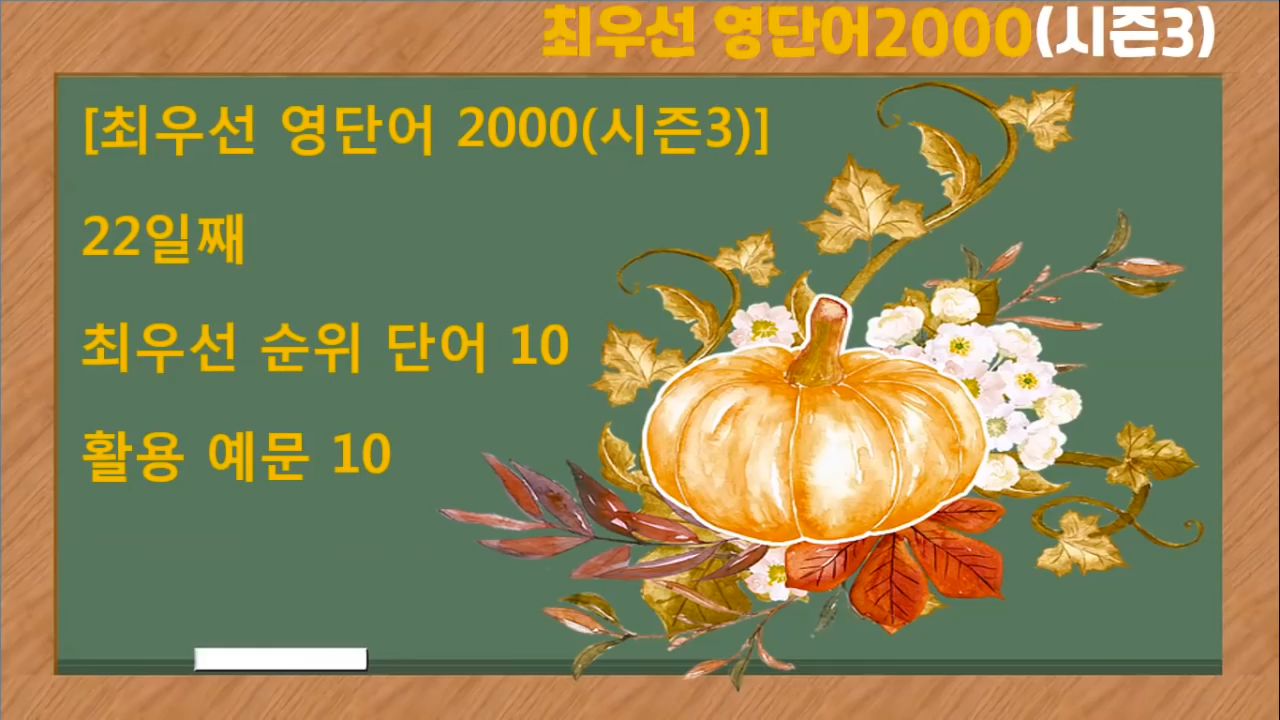 최우선 영단어2000(시즌3)
[최우선 영단어 2000(시즌3)]
22일째
최우선 순위 단어 10
활용 예문 10